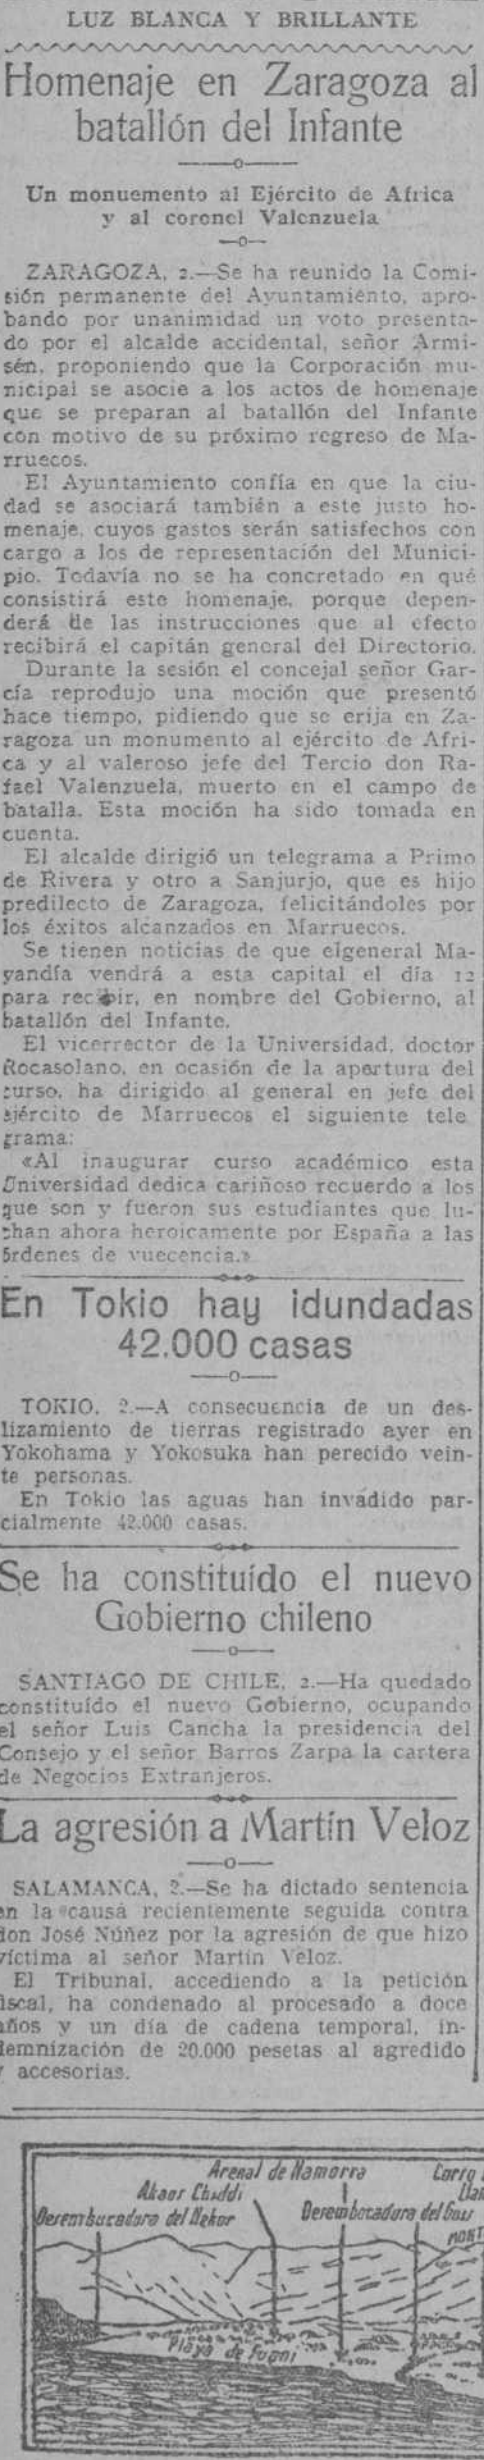 LUZ BLANCA Y BRILLANTE
Homenaje en Zaragoza al
batallón del Infante
Un monuemento al Ejército de Africa
y al coronel Valenzuela
ZARAGOZA, 2.—Se ha reunido la Comi-
sión permanente del Ayuntamiento, apro-
bando por unanimidad un voto presenta-
do por el alcalde accidental, señor Armi-
sén, proponiendo que la Corporación mu-
nicipal se asocie a los actos de homenaje
que se preparan al batallón del Infante
con motivo de su próximo regreso de Ma-
rruecos.
El Ayuntamiento confía en que la ciu-
dad se asociará también a este justo ho-
menaje, cuyos gastos serán satisfechos con
cargo a los de representación del Munici-
pio. Todavía no se ha concretado en qué
consistirá este homenaje, porque depen-
derá de las instrucciones que al efecto
recibirá el capitán general del Directorio.
Durante la sesión el concejal señor Gar-
cía reprodujo una moción que presentó
hace tiempo, pidiendo que se erija en Za-
ragoza un monumento al ejército de Afri-
ca y al valeroso jefe del Tercio don Ra-
fael Valenzuela, muerto en el campo de
batalla. Esta moción ha sido tomada en
cuenta.
El alcalde dirigió un telegrama a Primo
de Rivera y otro a Sanjurjo, que es hijo
predilecto de Zaragoza, felicitándoles por
los éxitos alcanzados en Marruecos.
Se tienen noticias de que elgeneral Ma-
yandía vendrá a esta capital el día 12
para recibir, en nombre del Gobierno, al
batallón del Infante.
El vicerrector de la Universidad, doctor
Rocasolano, en ocasión de la apertura del
curso, ha dirigido al general en jefe del
ejército de Marruecos el siguiente tele
grama:
«Al inaugurar curso académico esta
Universidad dedica cariñoso recuerdo a los
que son y fueron sus estudiantes que lu-
chan ahora heroicamente por España a las
órdenes de vuecencia.»
En Tokio hay idundadas
42.000 casas
TOKIO, 2.—A consecuencia de un des-
lizamiento de tierras registrado ayer en
Yokohama y Yokosuka han perecido vein-
te personas.
En Tokio las aguas han invadido par-
cialmente 42.000 casas.
Se ha constituído el nuevo
Gobierno chileno
SANTIAGO DE CHILE, 2.—Ha quedado
constituído el nuevo Gobierno, ocupando
el señor Luis Cancha la presidencia del
Consejo y el señor Barros Zarpa la cartera
de Negocios Extranjeros.
La agresión a Martín Veloz
SALAMANCA, 2.—Se ha dictado sentencia
en la causa recientemente seguida contra
don José Núñez por la agresión de que hizo
víctima al señor Martín Veloz.
El Tribunal, accediendo a la petición
fiscal, ha condenado al procesado a doce
años y un día de cadena temporal, in-
demnización de 20.000 pesetas al agredido
y accesorias.
Arenal de Namorra
Desembocadura del Nekor
Desembocadura del Guis
Playa de